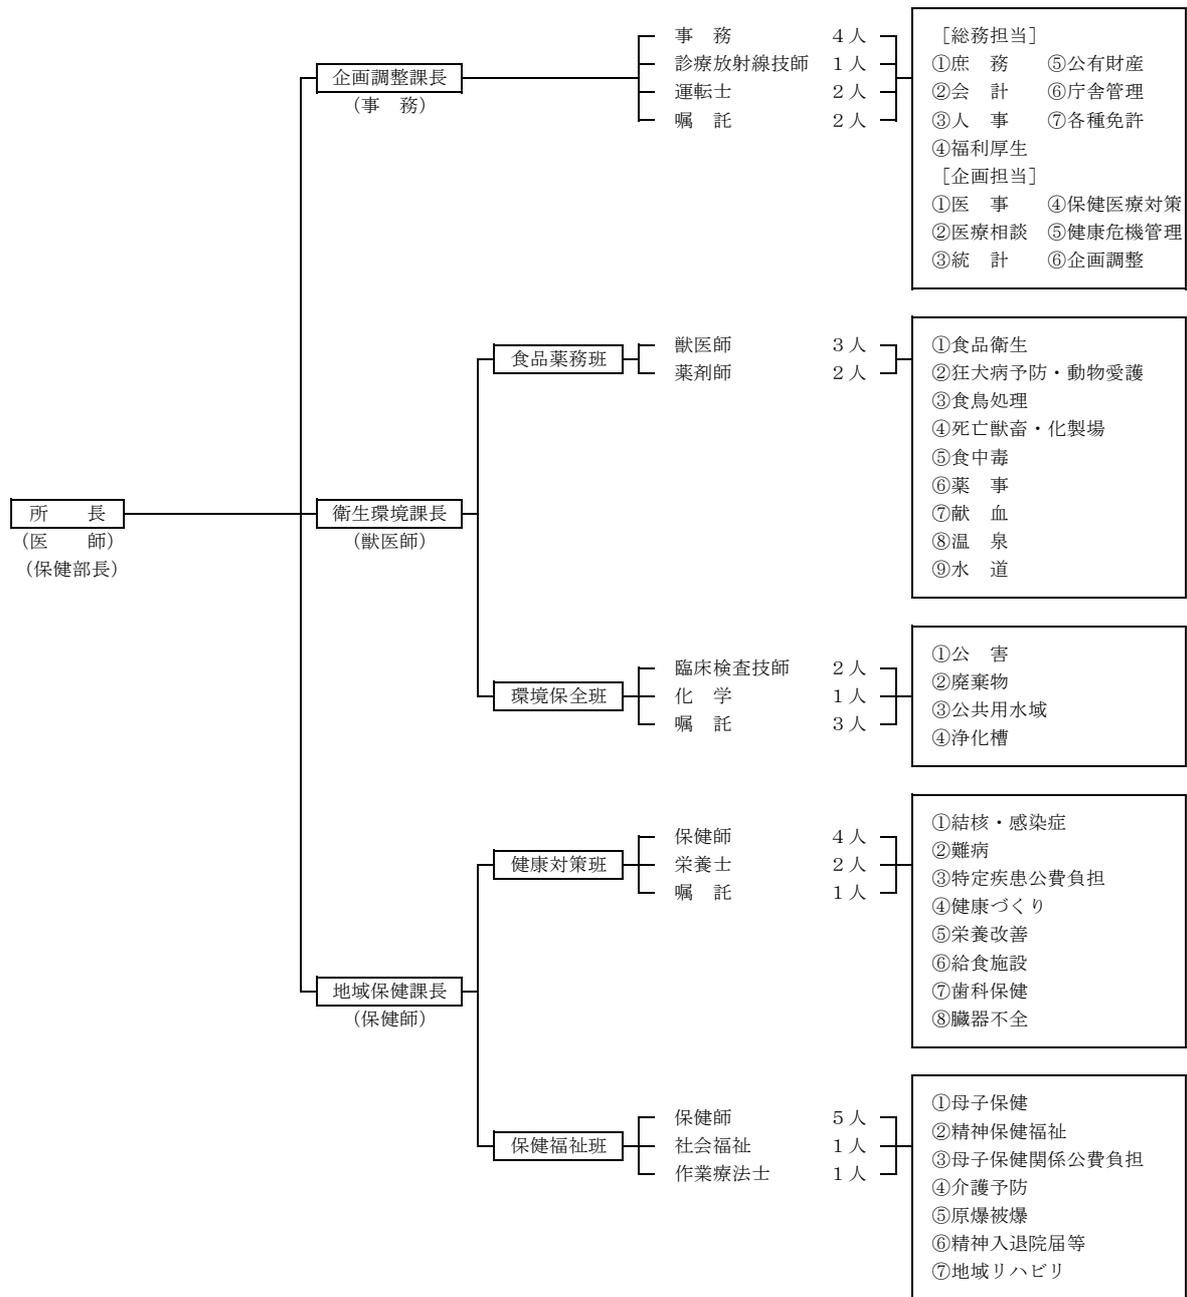 事　務　４人
診療放射線技師　１人
運転士　２人
嘱　託　２人
企画調整課長
（事　務）
［総務担当］
①庶　務　⑤公有財産
②会　計　⑥庁舎管理
③人　事　⑦各種免許
④福利厚生
［企画担当］
①医　事　④保健医療対策
②医療相談　⑤健康危機管理
③統　計　⑥企画調整
食品薬務班
獣医師　３人
薬剤師　２人
①食品衛生
②狂犬病予防・動物愛護
③食鳥処理
④死亡獣畜・化製場
⑤食中毒
⑥薬　事
⑦献　血
⑧温　泉
⑨水　道
所　　長
（医　　師）
（保健部長）
衛生環境課長
（獣医師）
環境保全班
臨床検査技師　２人
化　学　１人
嘱　託　３人
①公　害
②廃棄物
③公共用水域
④浄化槽
健康対策班
保健師　４人
栄養士　２人
嘱　託　１人
①結核・感染症
②難病
③特定疾患公費負担
④健康づくり
⑤栄養改善
⑥給食施設
⑦歯科保健
⑧臓器不全
地域保健課長
（保健師）
保健福祉班
保健師　５人
社会福祉　１人
作業療法士　１人
①母子保健
②精神保健福祉
③母子保健関係公費負担
④介護予防
⑤原爆被爆
⑥精神入退院届等
⑦地域リハビリ